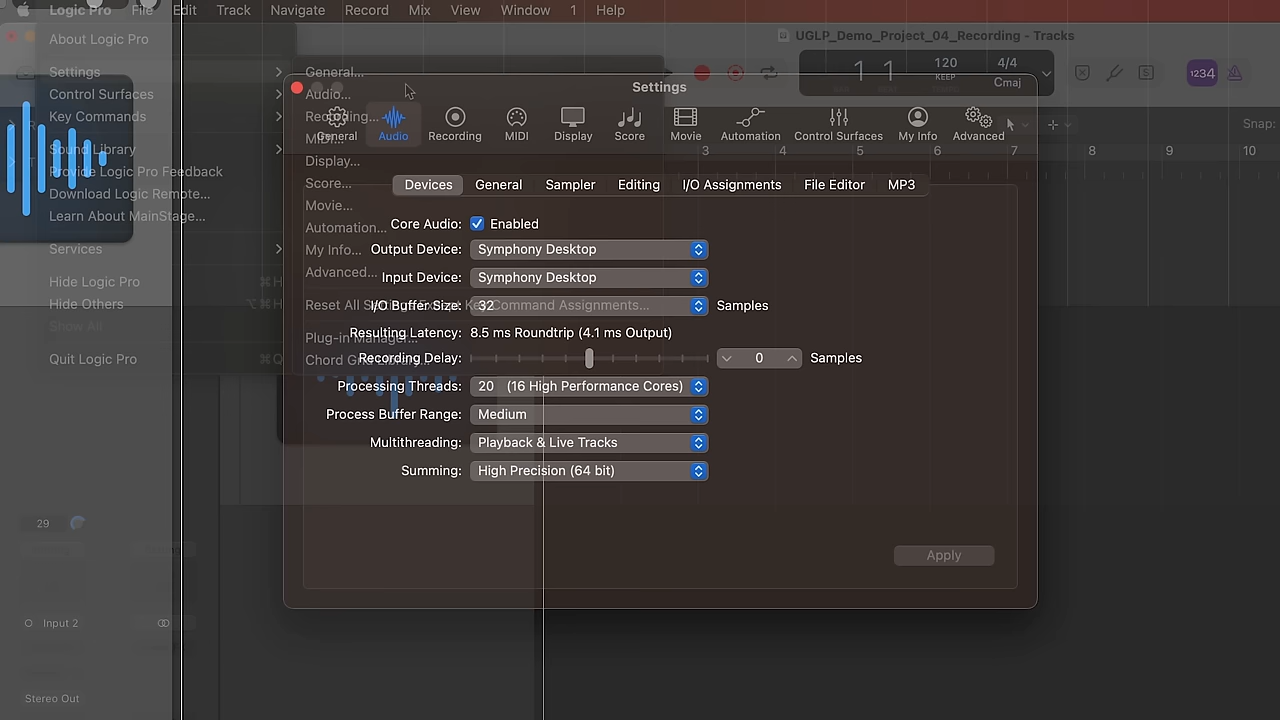 Logic Pro File Edit Track Navigate Record Mix View Window 1 Help
UGLP_Demo_Project_04_Recording - Tracks
About Logic Pro
Settings
Control Surfaces
Key Commands
Sound Library
Provide Logic Pro Feedback
Download Logic Remote...
Learn About MainStage...
Services
Hide Logic Pro ⌘H
Hide Others ⌥⌘H
Show All
Quit Logic Pro ⌘Q
General...
Audio...
Recording...
MIDI...
Display...
Score...
Movie...
Automation...
My Info...
Advanced...
Plug-in Manager...
1 1
120
KEEP
4/4
Cmaj
1234
Snap:
3 4 5 6 7 8 9 10
Settings
General Audio Recording MIDI Display Score Movie Automation Control Surfaces My Info Advanced
Devices General Sampler Editing I/O Assignments File Editor MP3
Core Audio: Enabled
Output Device: Symphony Desktop
Input Device: Symphony Desktop
I/O Buffer Size: 32 Samples
Resulting Latency: 8.5 ms Roundtrip (4.1 ms Output)
Recording Delay: 0 Samples
Processing Threads: 20 (16 High Performance Cores)
Process Buffer Range: Medium
Multithreading: Playback & Live Tracks
Summing: High Precision (64 bit)
Apply
29
Input 2
Stereo Out